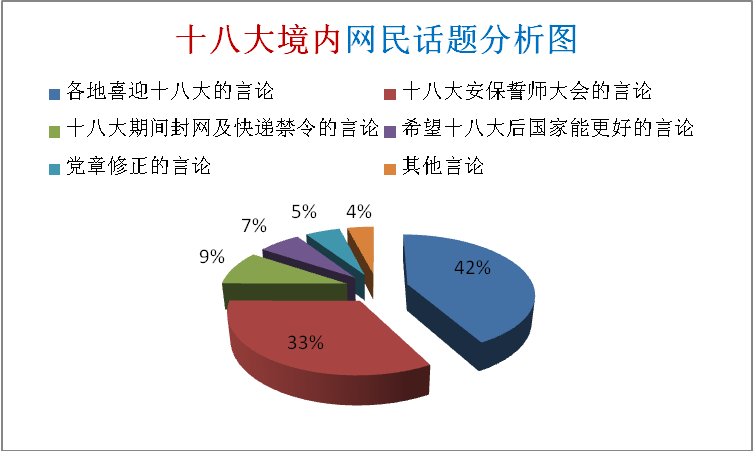 十八大境内网民话题分析图
各地喜迎十八大的言论
十八大安保誓师大会的言论
十八大期间封网及快递禁令的言论
希望十八大后国家能更好的言论
党章修正的言论
其他言论
4%
5%
7%
9%
42%
33%